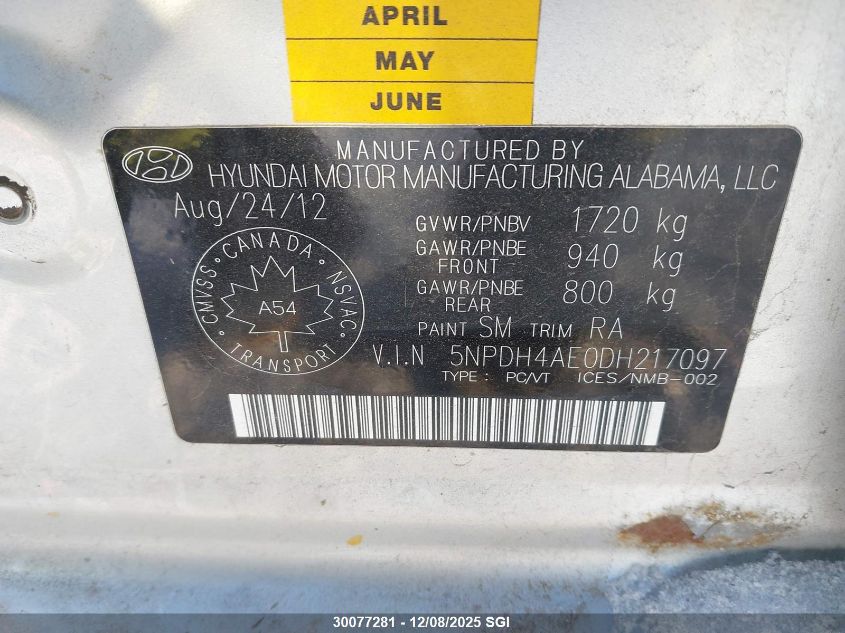 APRIL
MAY
JUNE
MANUFACTURED BY
HYUNDAI MOTOR MANUFACTURING ALABAMA, LLC
Aug/24/12
GVWR/PNBV 1720 kg
GAWR/PNBE FRONT 940 kg
GAWR/PNBE REAR 800 kg
CANADA
CMVSS
NSVAC
A54
TRANSPORT
PAINT SM TRIM RA
V.I.N 5NPDH4AE0DH217097
TYPE : PC/VT ICES/NMB-002
30077281 - 12/08/2025 SGI